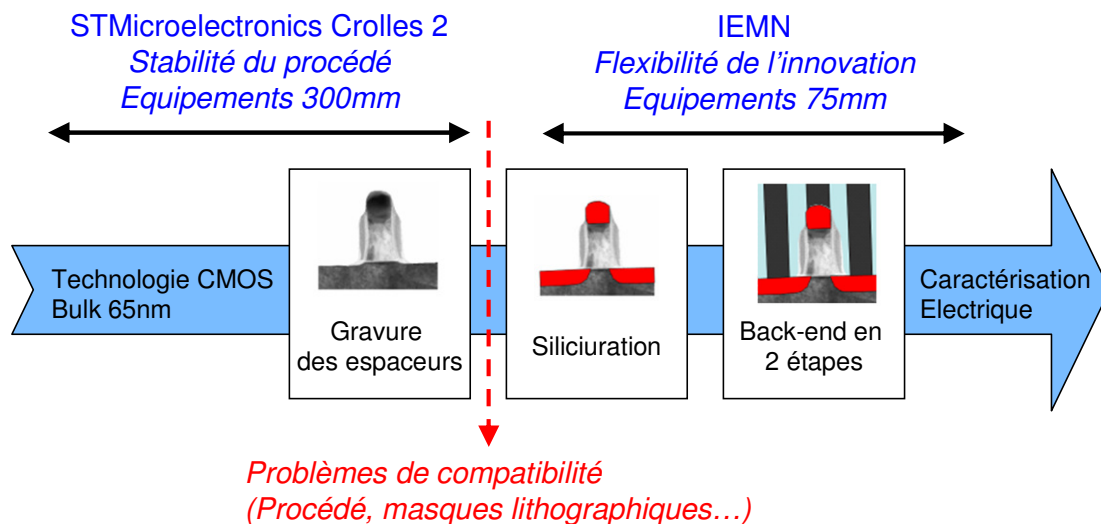 STMicroelectronics Crolles 2
Stabilité du procédé
Equipements 300mm
IEMN
Flexibilité de l'innovation
Equipements 75mm
Technologie CMOS
Bulk 65nm
Gravure
des espaceurs
Siliciuration
Back-end en
2 étapes
Caractérisation
Electrique
Problèmes de compatibilité
(Procédé, masques lithographiques…)